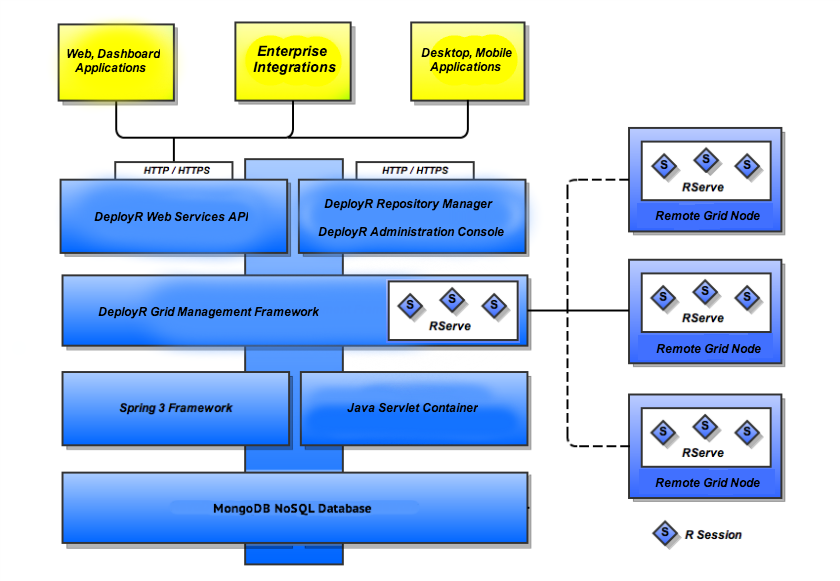 Web, Dashboard
Applications
Enterprise
Integrations
Desktop, Mobile
Applications
HTTP / HTTPS
HTTP / HTTPS
DeployR Web Services API
DeployR Repository Manager
DeployR Administration Console
DeployR Grid Management Framework
S S S
RServe
Spring 3 Framework
Java Servlet Container
MongoDB NoSQL Database
S S S
RServe
Remote Grid Node
S S S
RServe
Remote Grid Node
S S S
RServe
Remote Grid Node
S R Session